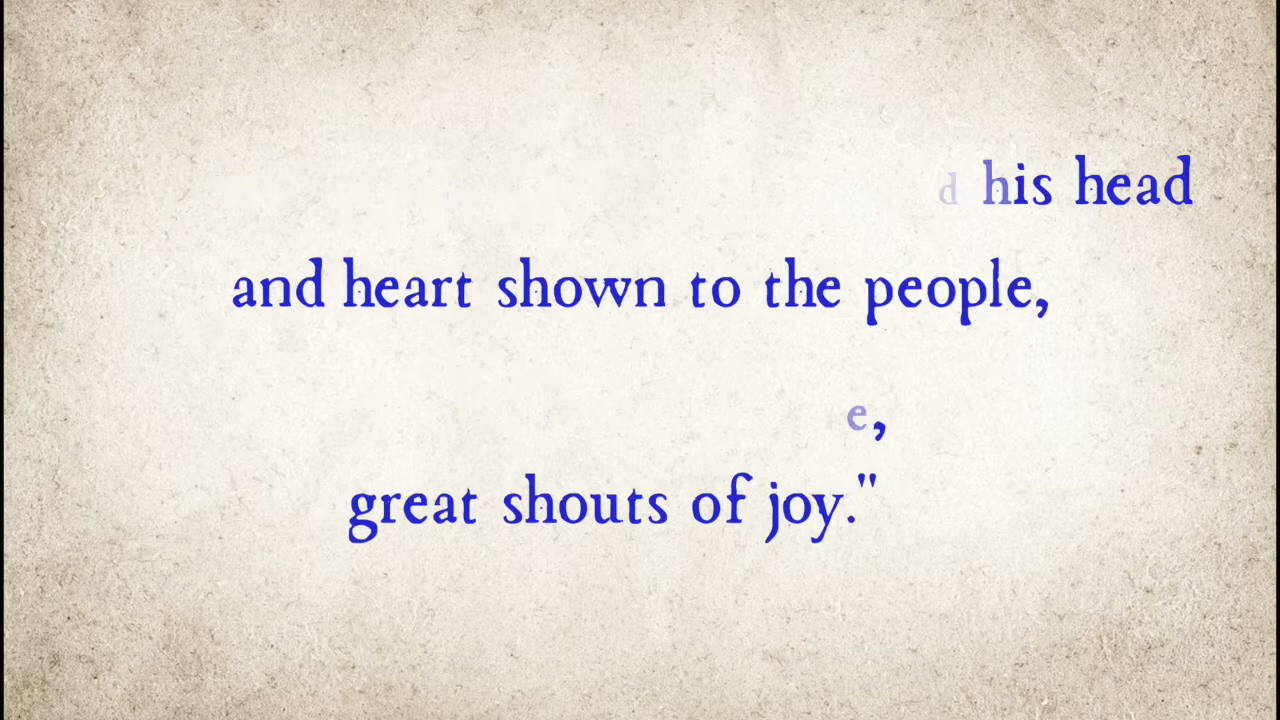 d his head
and heart shown to the people,
e,
great shouts of joy."